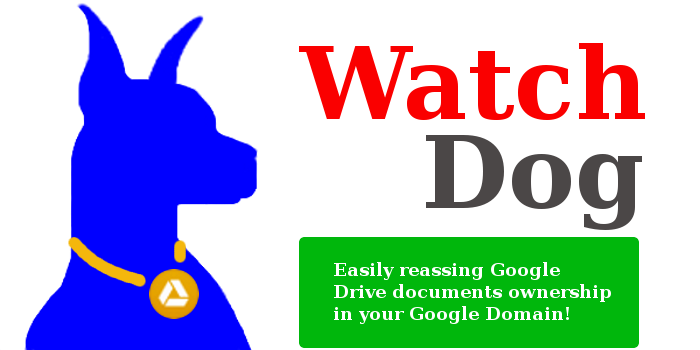 Watch
Dog
Easily reassing Google
Drive documents ownership
in your Google Domain!